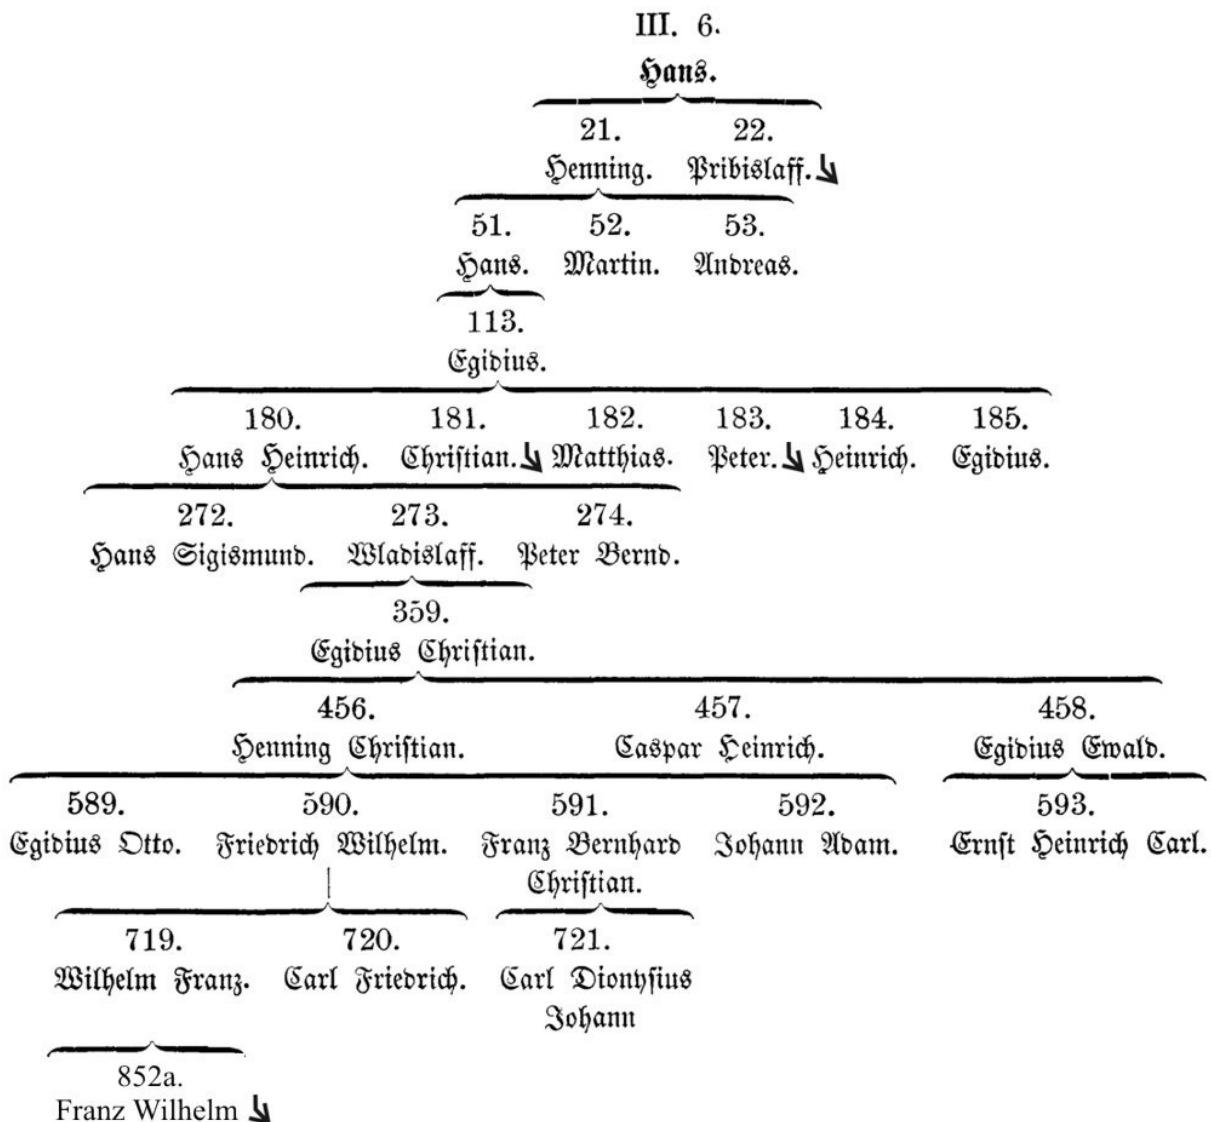 III. 6.
Hans.
21. 22.
Henning. Pribislaff.
51. 52. 53.
Hans. Martin. Andreas.
113.
Egidius.
180. 181. 182. 183. 184. 185.
Hans Heinrich. Chriſtian. Matthias. Peter. Heinrich. Egidius.
272. 273. 274.
Hans Sigismund. Wladislaff. Peter Bernd.
359.
Egidius Chriſtian.
456. 457. 458.
Henning Chriſtian. Caspar Heinrich. Egidius Ewald.
589. 590. 591. 592. 593.
Egidius Otto. Friedrich Wilhelm. Franz Bernhard Johann Adam. Ernſt Heinrich Carl.
Chriſtian.
719. 720. 721.
Wilhelm Franz. Carl Friedrich. Carl Dionyſius
Johann
852a.
Franz Wilhelm